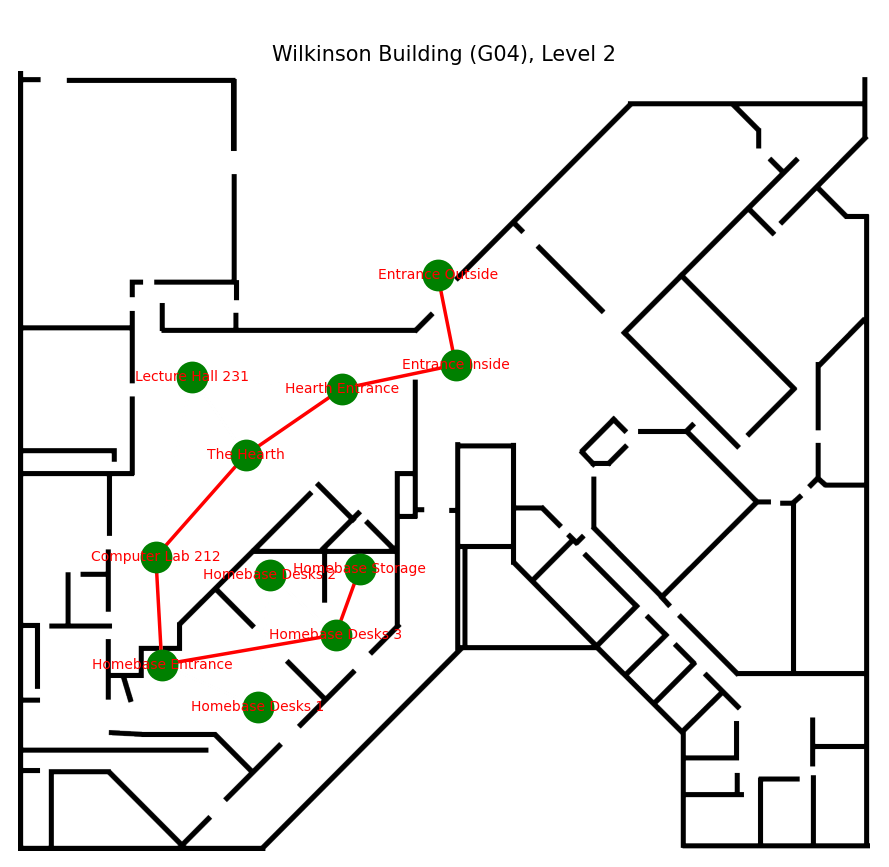 Wilkinson Building (G04), Level 2
Entrance Outside
Entrance Inside
Lecture Hall 231
Hearth Entrance
The Hearth
Computer Lab 212
Homebase Desks 2
Homebase Storage
Homebase Desks 3
Homebase Entrance
Homebase Desks 1